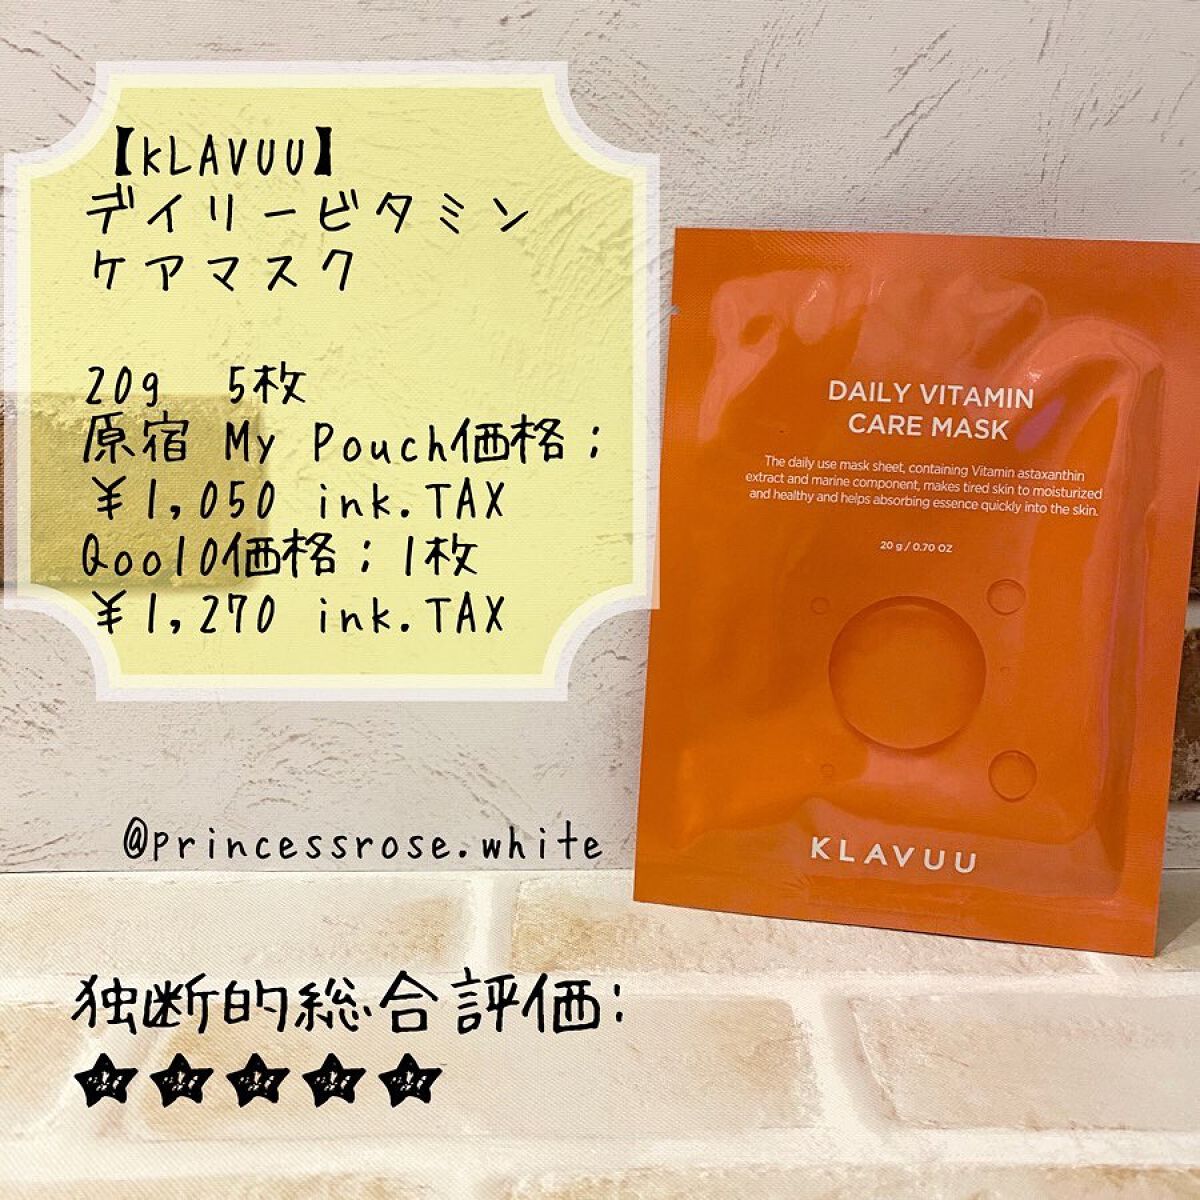 【KLAVUU】
デイリービタミン
ケアマスク
20g 5枚
原宿 My Pouch価格；
￥1,050 ink.TAX
Qoo10価格；1枚
￥1,270 ink.TAX
@princessrose.white
独断的総合評価：
★★★★★
DAILY VITAMIN
CARE MASK
The daily use mask sheet, containing Vitamin astaxanthin
extract and marine component, makes tired skin to moisturized
and healthy and helps absorbing essence quickly into the skin.
20 g / 0.70 OZ
KLAVUU